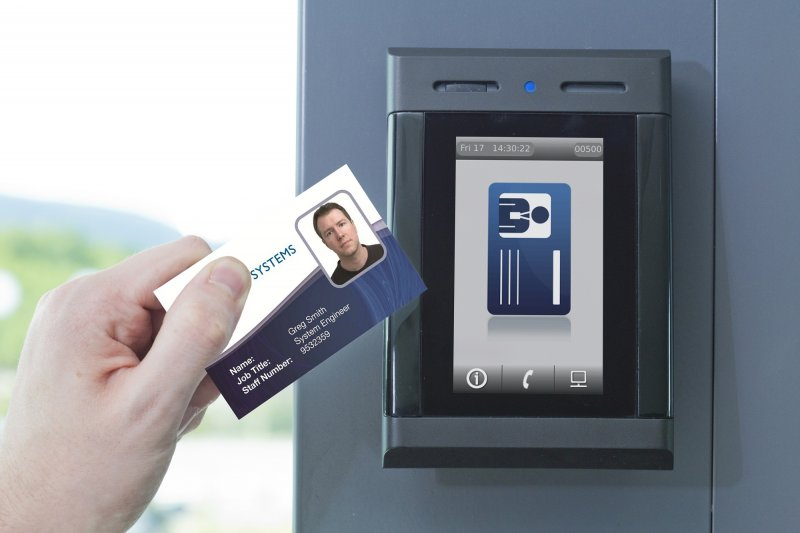 SYSTEMS
Name: Greg Smith
Job Title: System Engineer
Staff Number: 9532359
Fri 17 14:30:22 00500